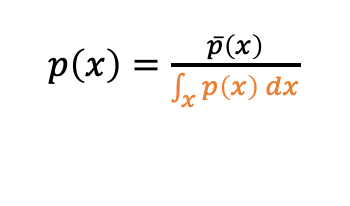 p(x) = p̄(x) / ∫ₓ p(x) dx